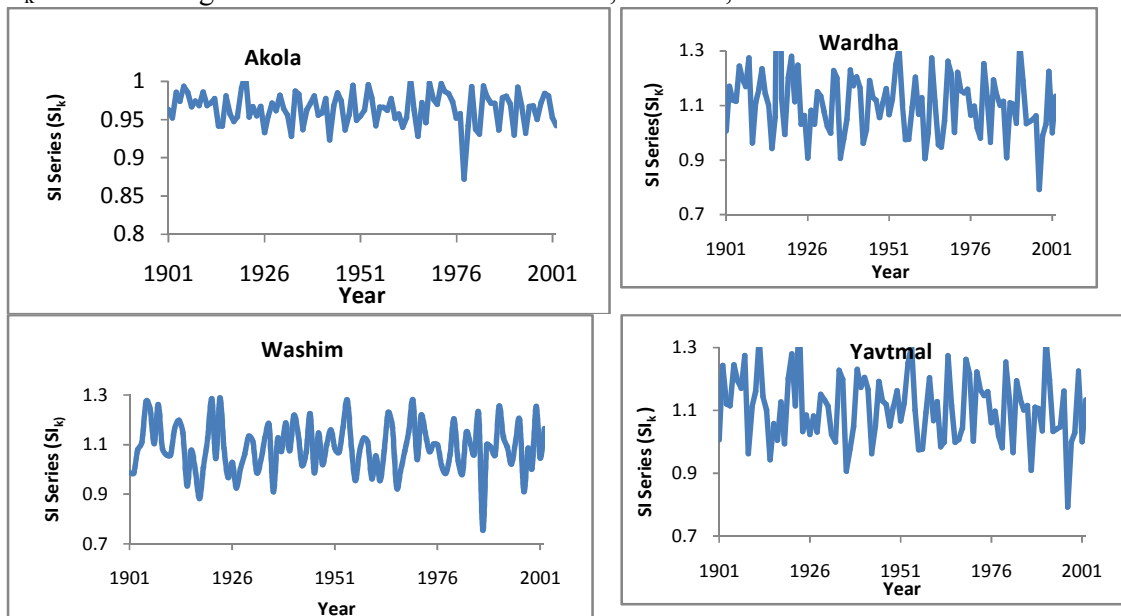 Akola
SI Series (SIk)
1
0.95
0.9
0.85
0.8
1901 1926 1951 1976 2001
Year
Wardha
SI Series(SIK)
1.3
1.1
0.9
0.7
1901 1926 1951 1976 2001
Year
Washim
SI Series (SIk)
1.3
1.1
0.9
0.7
1901 1926 1951 1976 2001
Year
Yavtmal
SI Series (SI,k)
1.3
1.1
0.9
0.7
1901 1926 1951 1976 2001
Year